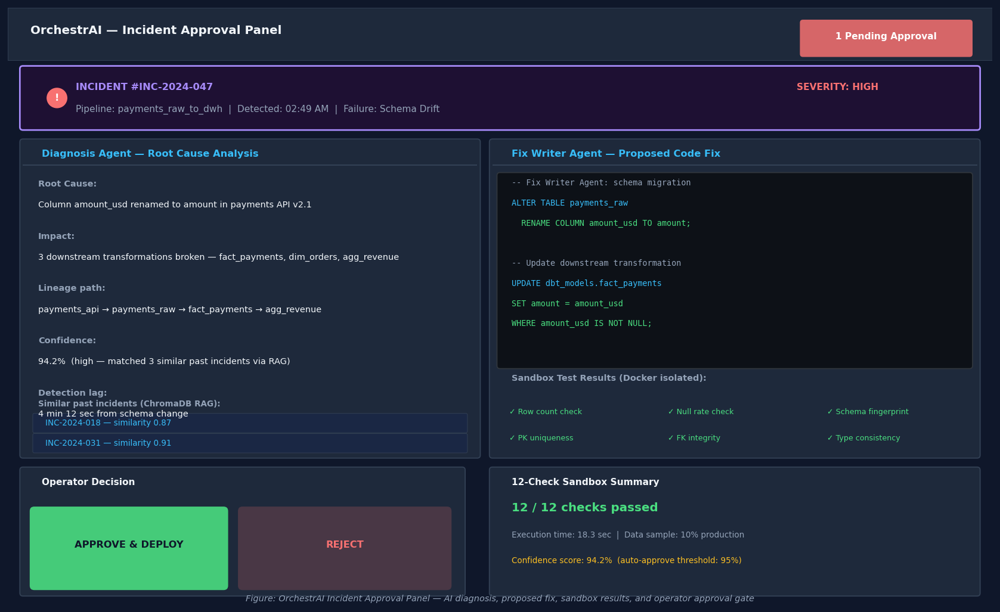 OrchestrAI — Incident Approval Panel
1 Pending Approval
!
INCIDENT #INC-2024-047
SEVERITY: HIGH
Pipeline: payments_raw_to_dwh | Detected: 02:49 AM | Failure: Schema Drift
Diagnosis Agent — Root Cause Analysis
Root Cause:
Column amount_usd renamed to amount in payments API v2.1
Impact:
3 downstream transformations broken — fact_payments, dim_orders, agg_revenue
Lineage path:
payments_api → payments_raw → fact_payments → agg_revenue
Confidence:
94.2% (high — matched 3 similar past incidents via RAG)
Detection lag:
Similar past incidents (ChromaDB RAG):
4 min 12 sec from schema change
INC-2024-018 — similarity 0.87
INC-2024-031 — similarity 0.91
Fix Writer Agent — Proposed Code Fix
-- Fix Writer Agent: schema migration
ALTER TABLE payments_raw
RENAME COLUMN amount_usd TO amount;
-- Update downstream transformation
UPDATE dbt_models.fact_payments
SET amount = amount_usd
WHERE amount_usd IS NOT NULL;
Sandbox Test Results (Docker isolated):
✓ Row count check
✓ Null rate check
✓ Schema fingerprint
✓ PK uniqueness
✓ FK integrity
✓ Type consistency
Operator Decision
APPROVE & DEPLOY
REJECT
12-Check Sandbox Summary
12 / 12 checks passed
Execution time: 18.3 sec | Data sample: 10% production
Confidence score: 94.2% (auto-approve threshold: 95%)
Figure: OrchestrAI Incident Approval Panel — AI diagnosis, proposed fix, sandbox results, and operator approval gate